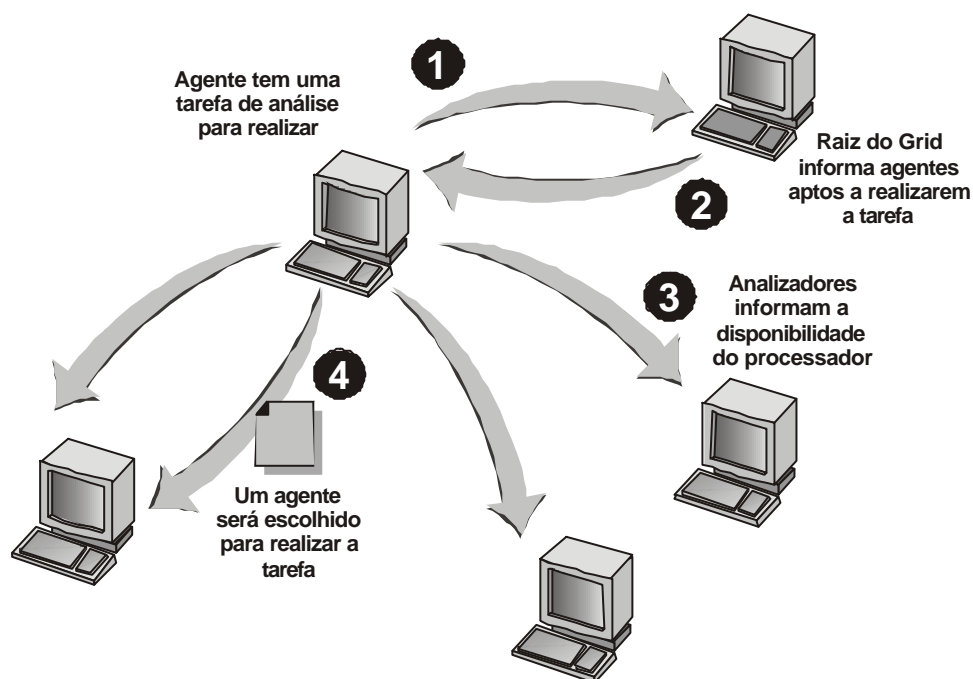 1
Agente tem uma
tarefa de análise
para realizar
Raiz do Grid
informa agentes
aptos a realizarem
a tarefa
2
3
Analizadores
informam a
disponibilidade
do processador
4
Um agente
será escolhido
para realizar a
tarefa